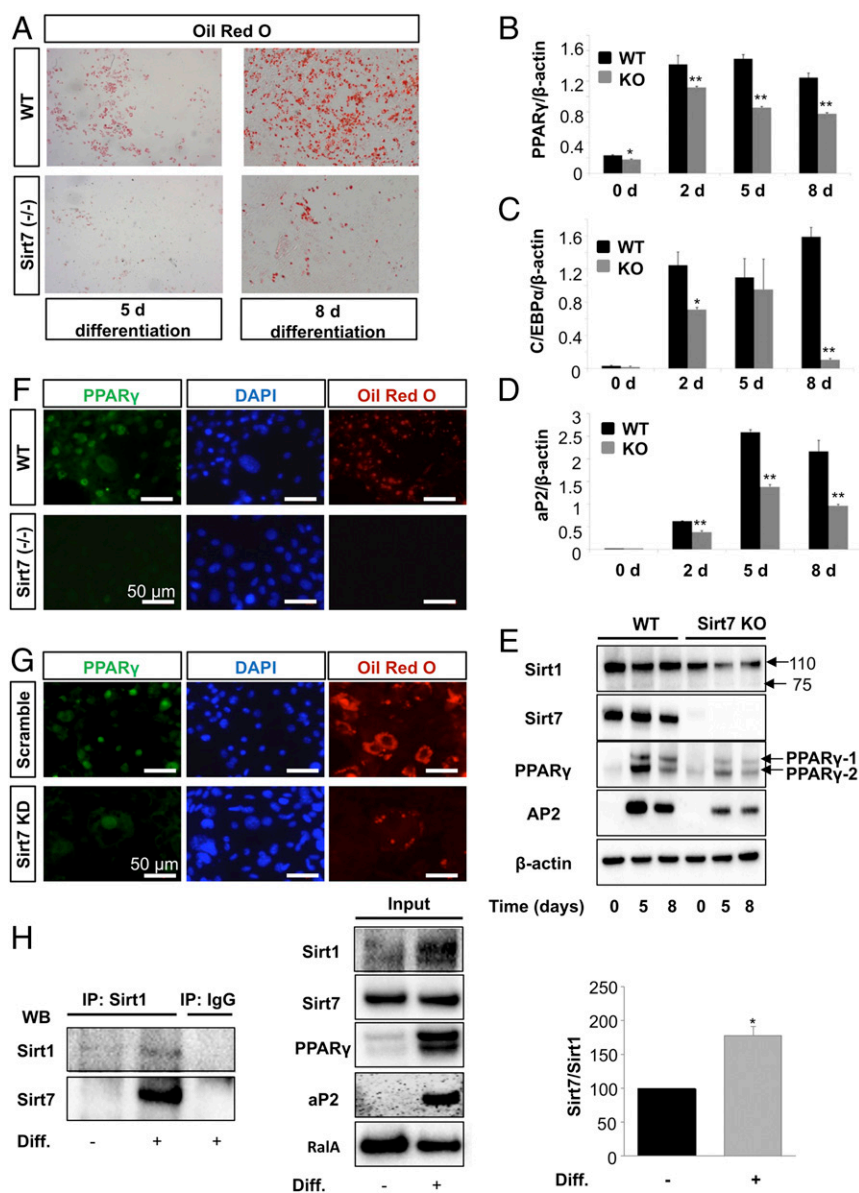 A
Oil Red O
WT
Sirt7 (-/-)
5 d differentiation
8 d differentiation
B
PPARγ/β-actin
1.6
1.2
0.8
0.4
0
WT
KO
*
**
**
**
0 d
2 d
5 d
8 d
C
C/EBPα/β-actin
1.6
1.2
0.8
0.4
0
WT
KO
*
**
0 d
2 d
5 d
8 d
D
aP2/β-actin
3
2.5
2
1.5
1
0.5
0
WT
KO
**
**
**
0 d
2 d
5 d
8 d
F
PPARγ
DAPI
Oil Red O
WT
Sirt7 (-/-)
50 µm
G
PPARγ
DAPI
Oil Red O
Scramble
Sirt7 KD
50 µm
E
WT
Sirt7 KO
Sirt1
110
75
Sirt7
PPARγ
PPARγ-1
PPARγ-2
AP2
β-actin
Time (days) 0 5 8 0 5 8
H
IP: Sirt1 IP: IgG
WB
Sirt1
Sirt7
Diff. - + +
Input
Sirt1
Sirt7
PPARγ
aP2
RalA
Diff. - +
Sirt7/Sirt1
250
200
150
100
50
0
*
Diff. - +